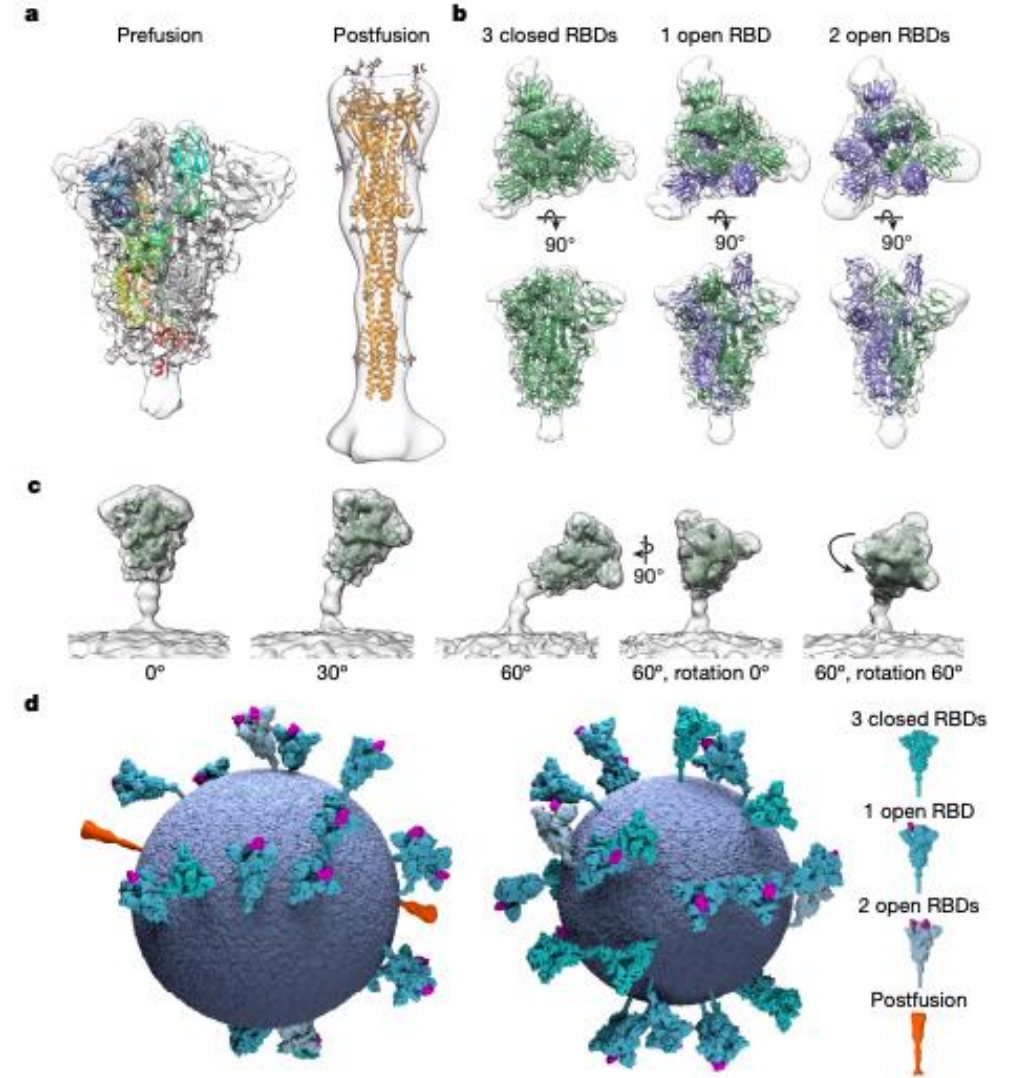 a
Prefusion
Postfusion
b
3 closed RBDs
1 open RBD
2 open RBDs
90°
90°
90°
c
90°
0°
30°
60°
60°, rotation 0°
60°, rotation 60°
d
3 closed RBDs
1 open RBD
2 open RBDs
Postfusion